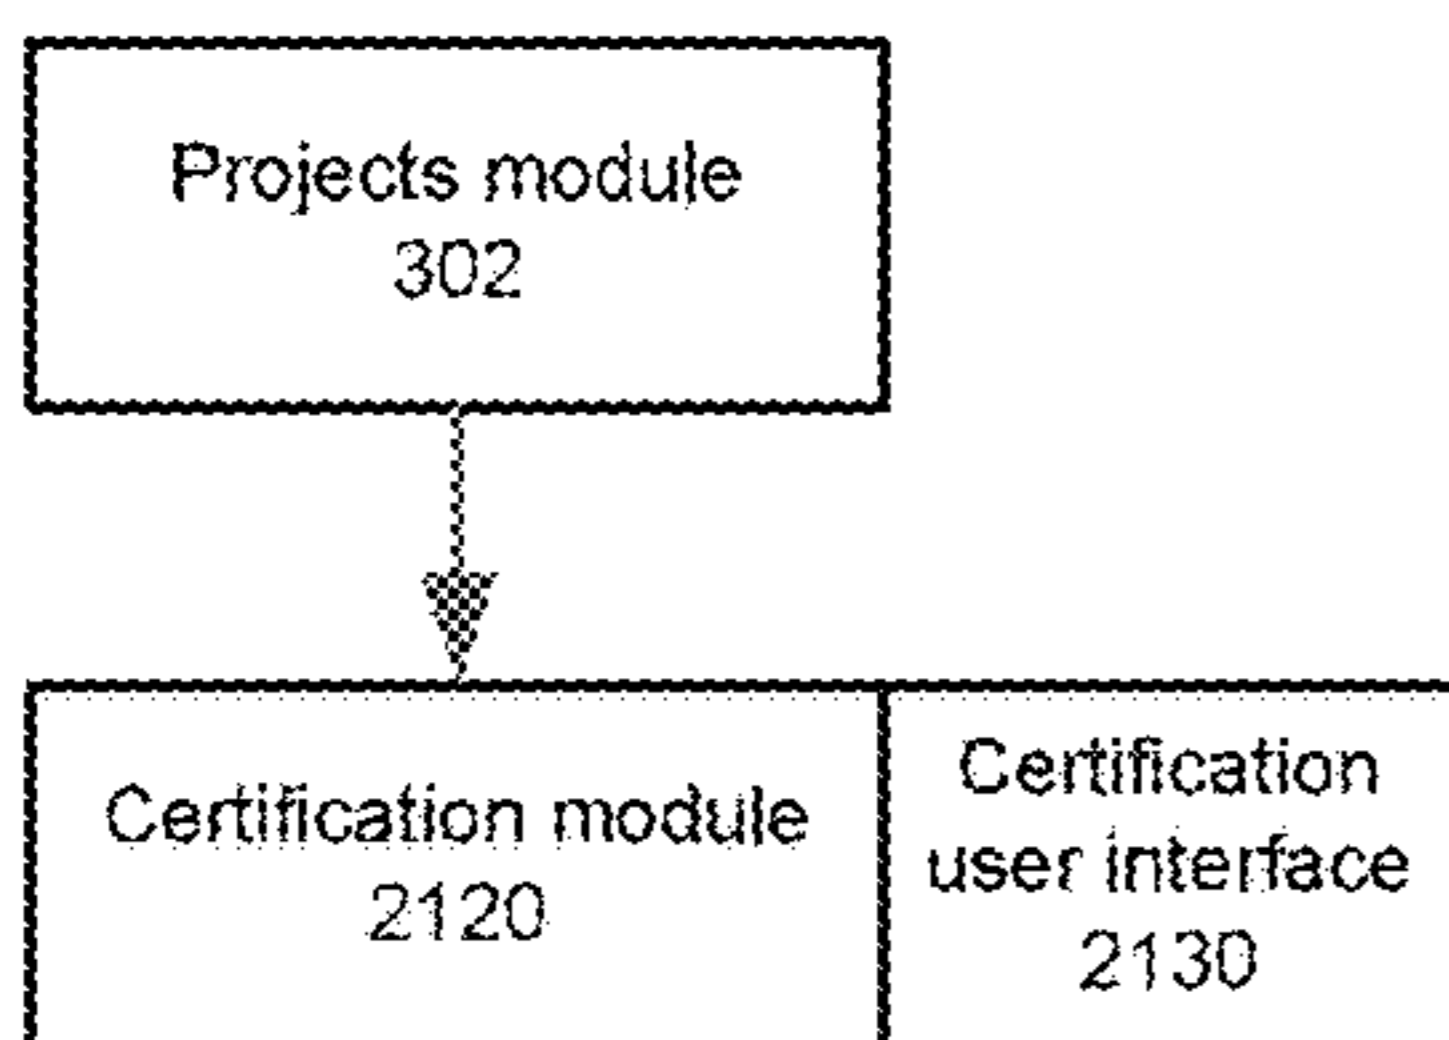 Projects module
302
Certification module
2120
Certification
user interface
2130